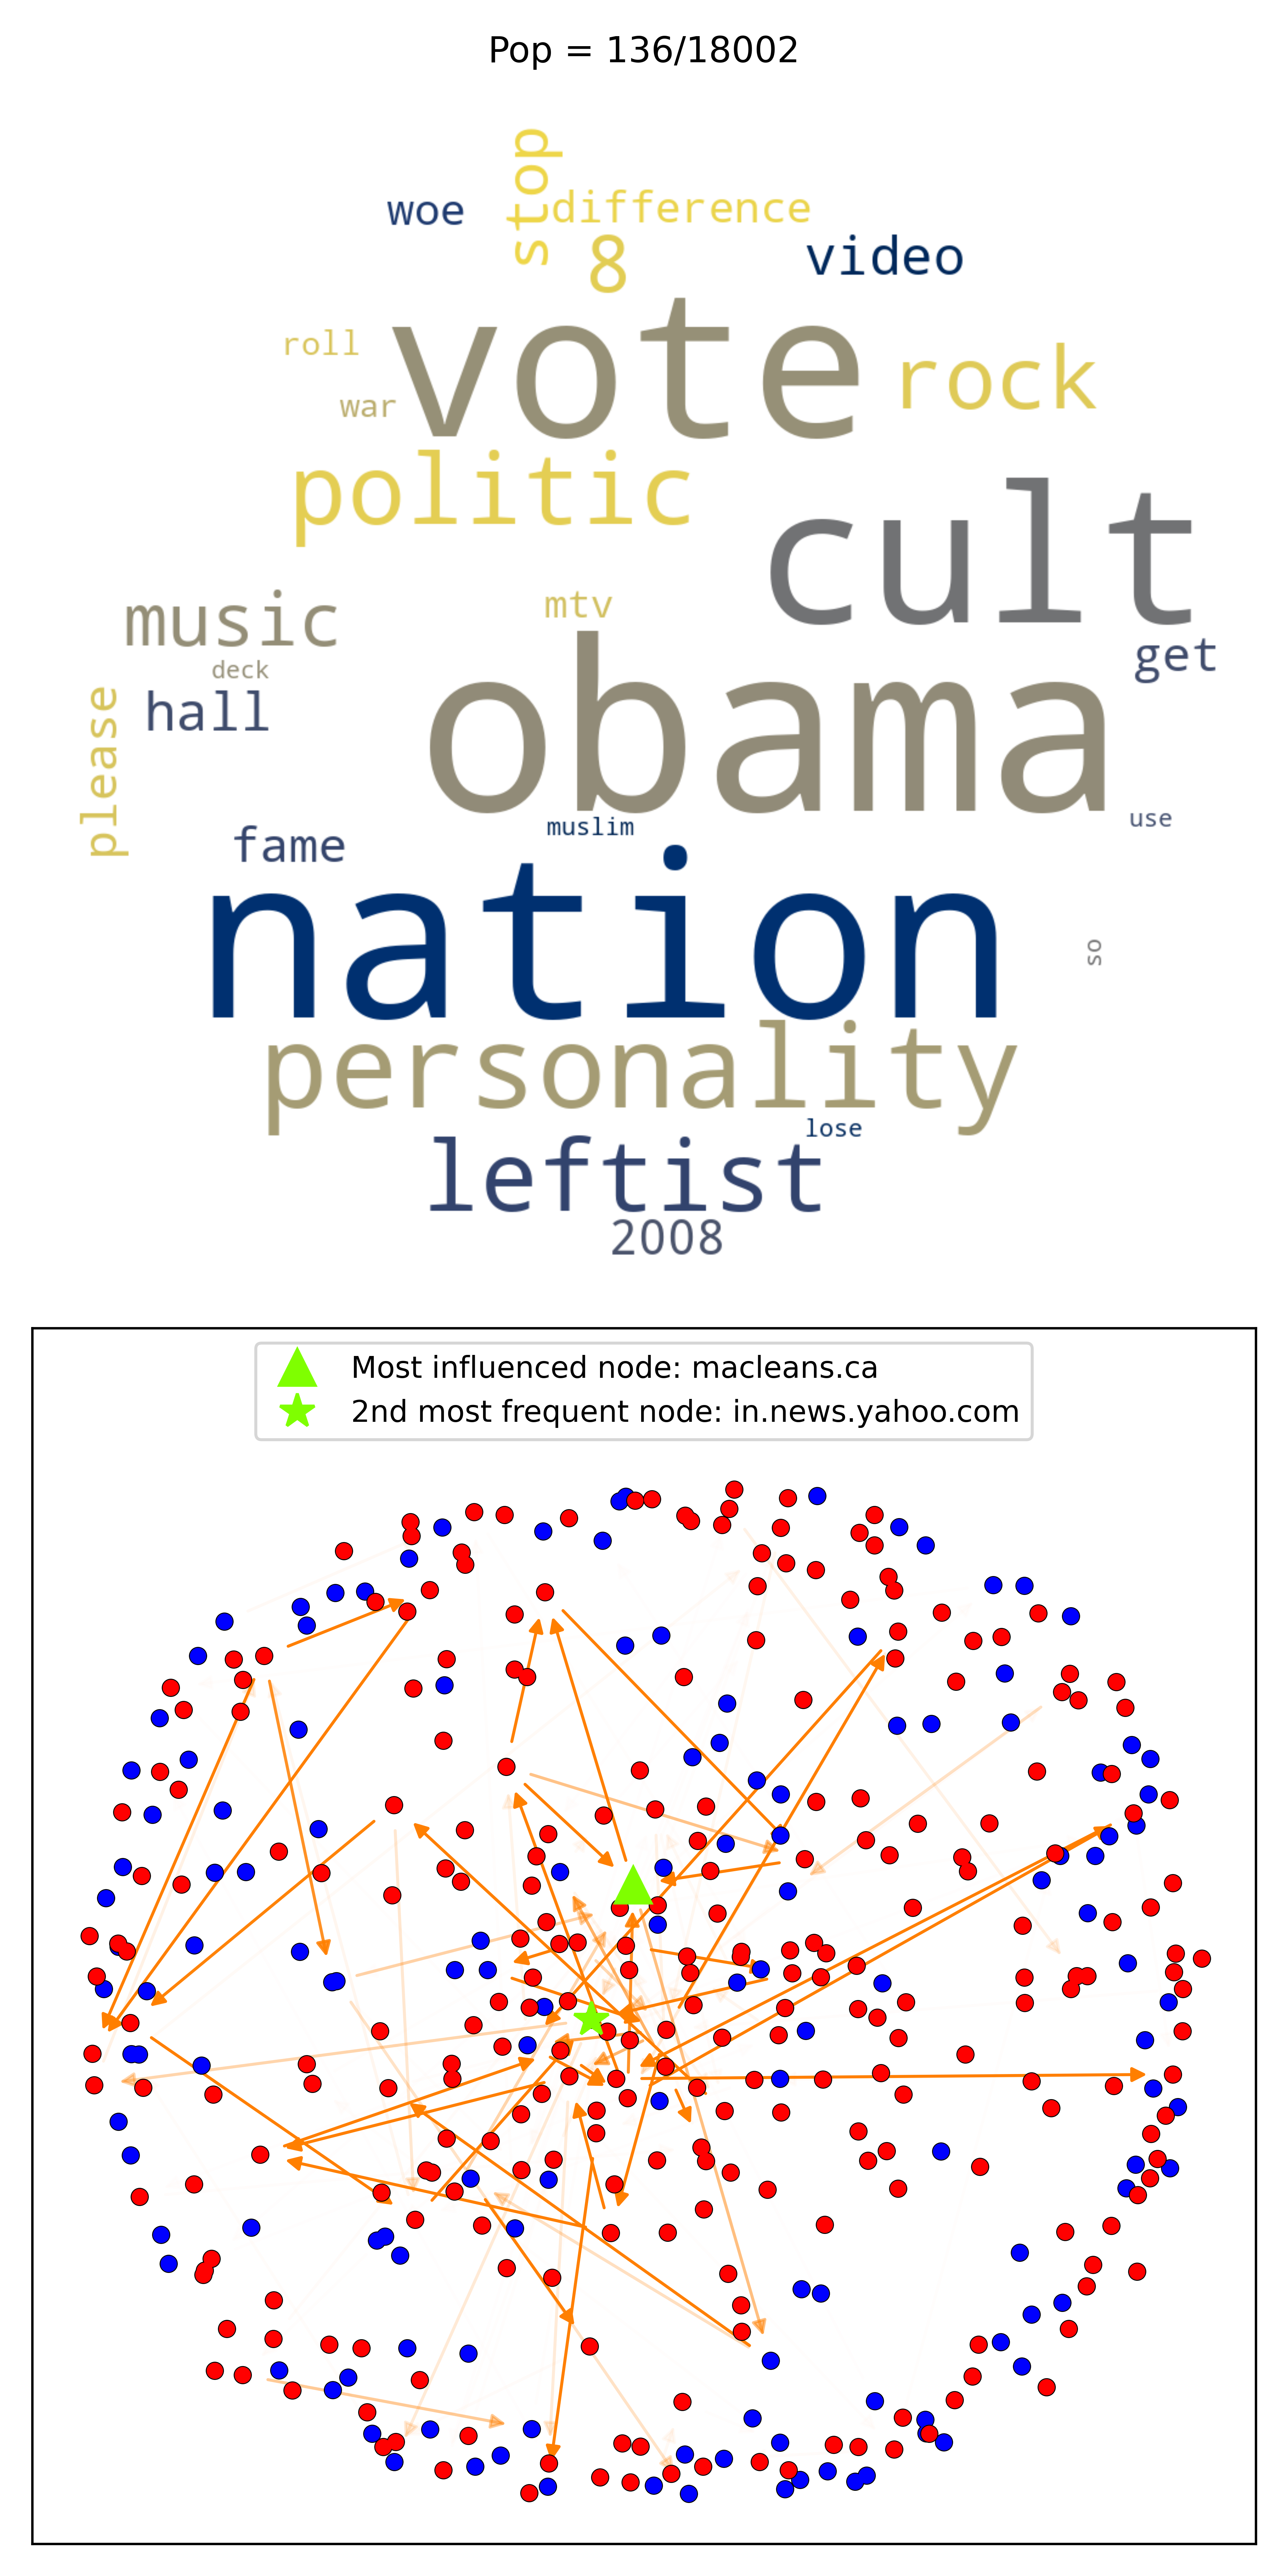 Pop = 136/18002
stop
woe
difference
8
video
vote
roll
rock
war
politic
cult
mtv
music
get
deck
obama
hall
please
use
muslim
fame
nation
so
personality
lose
leftist
2008
Most influenced node: macleans.ca
2nd most frequent node: in.news.yahoo.com